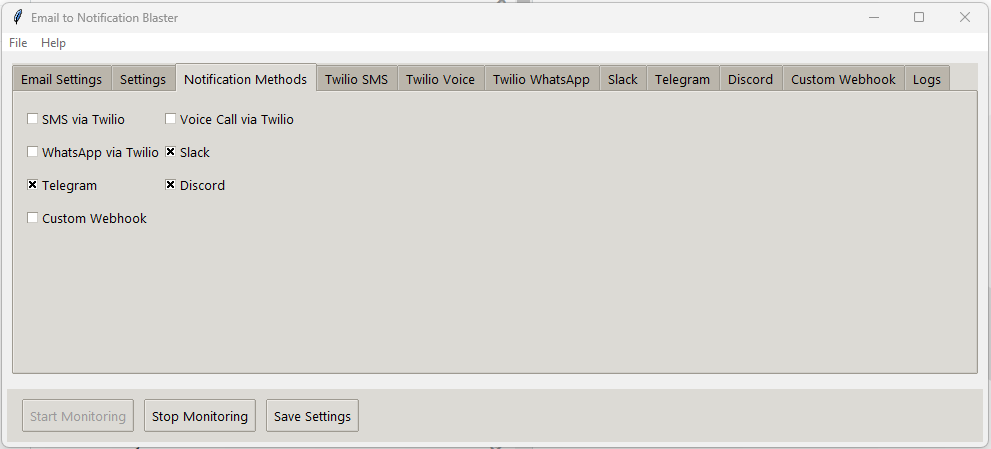 Email to Notification Blaster
File Help
Email Settings Settings Notification Methods Twilio SMS Twilio Voice Twilio WhatsApp Slack Telegram Discord Custom Webhook Logs
SMS via Twilio Voice Call via Twilio
WhatsApp via Twilio Slack
Telegram Discord
Custom Webhook
Start Monitoring Stop Monitoring Save Settings